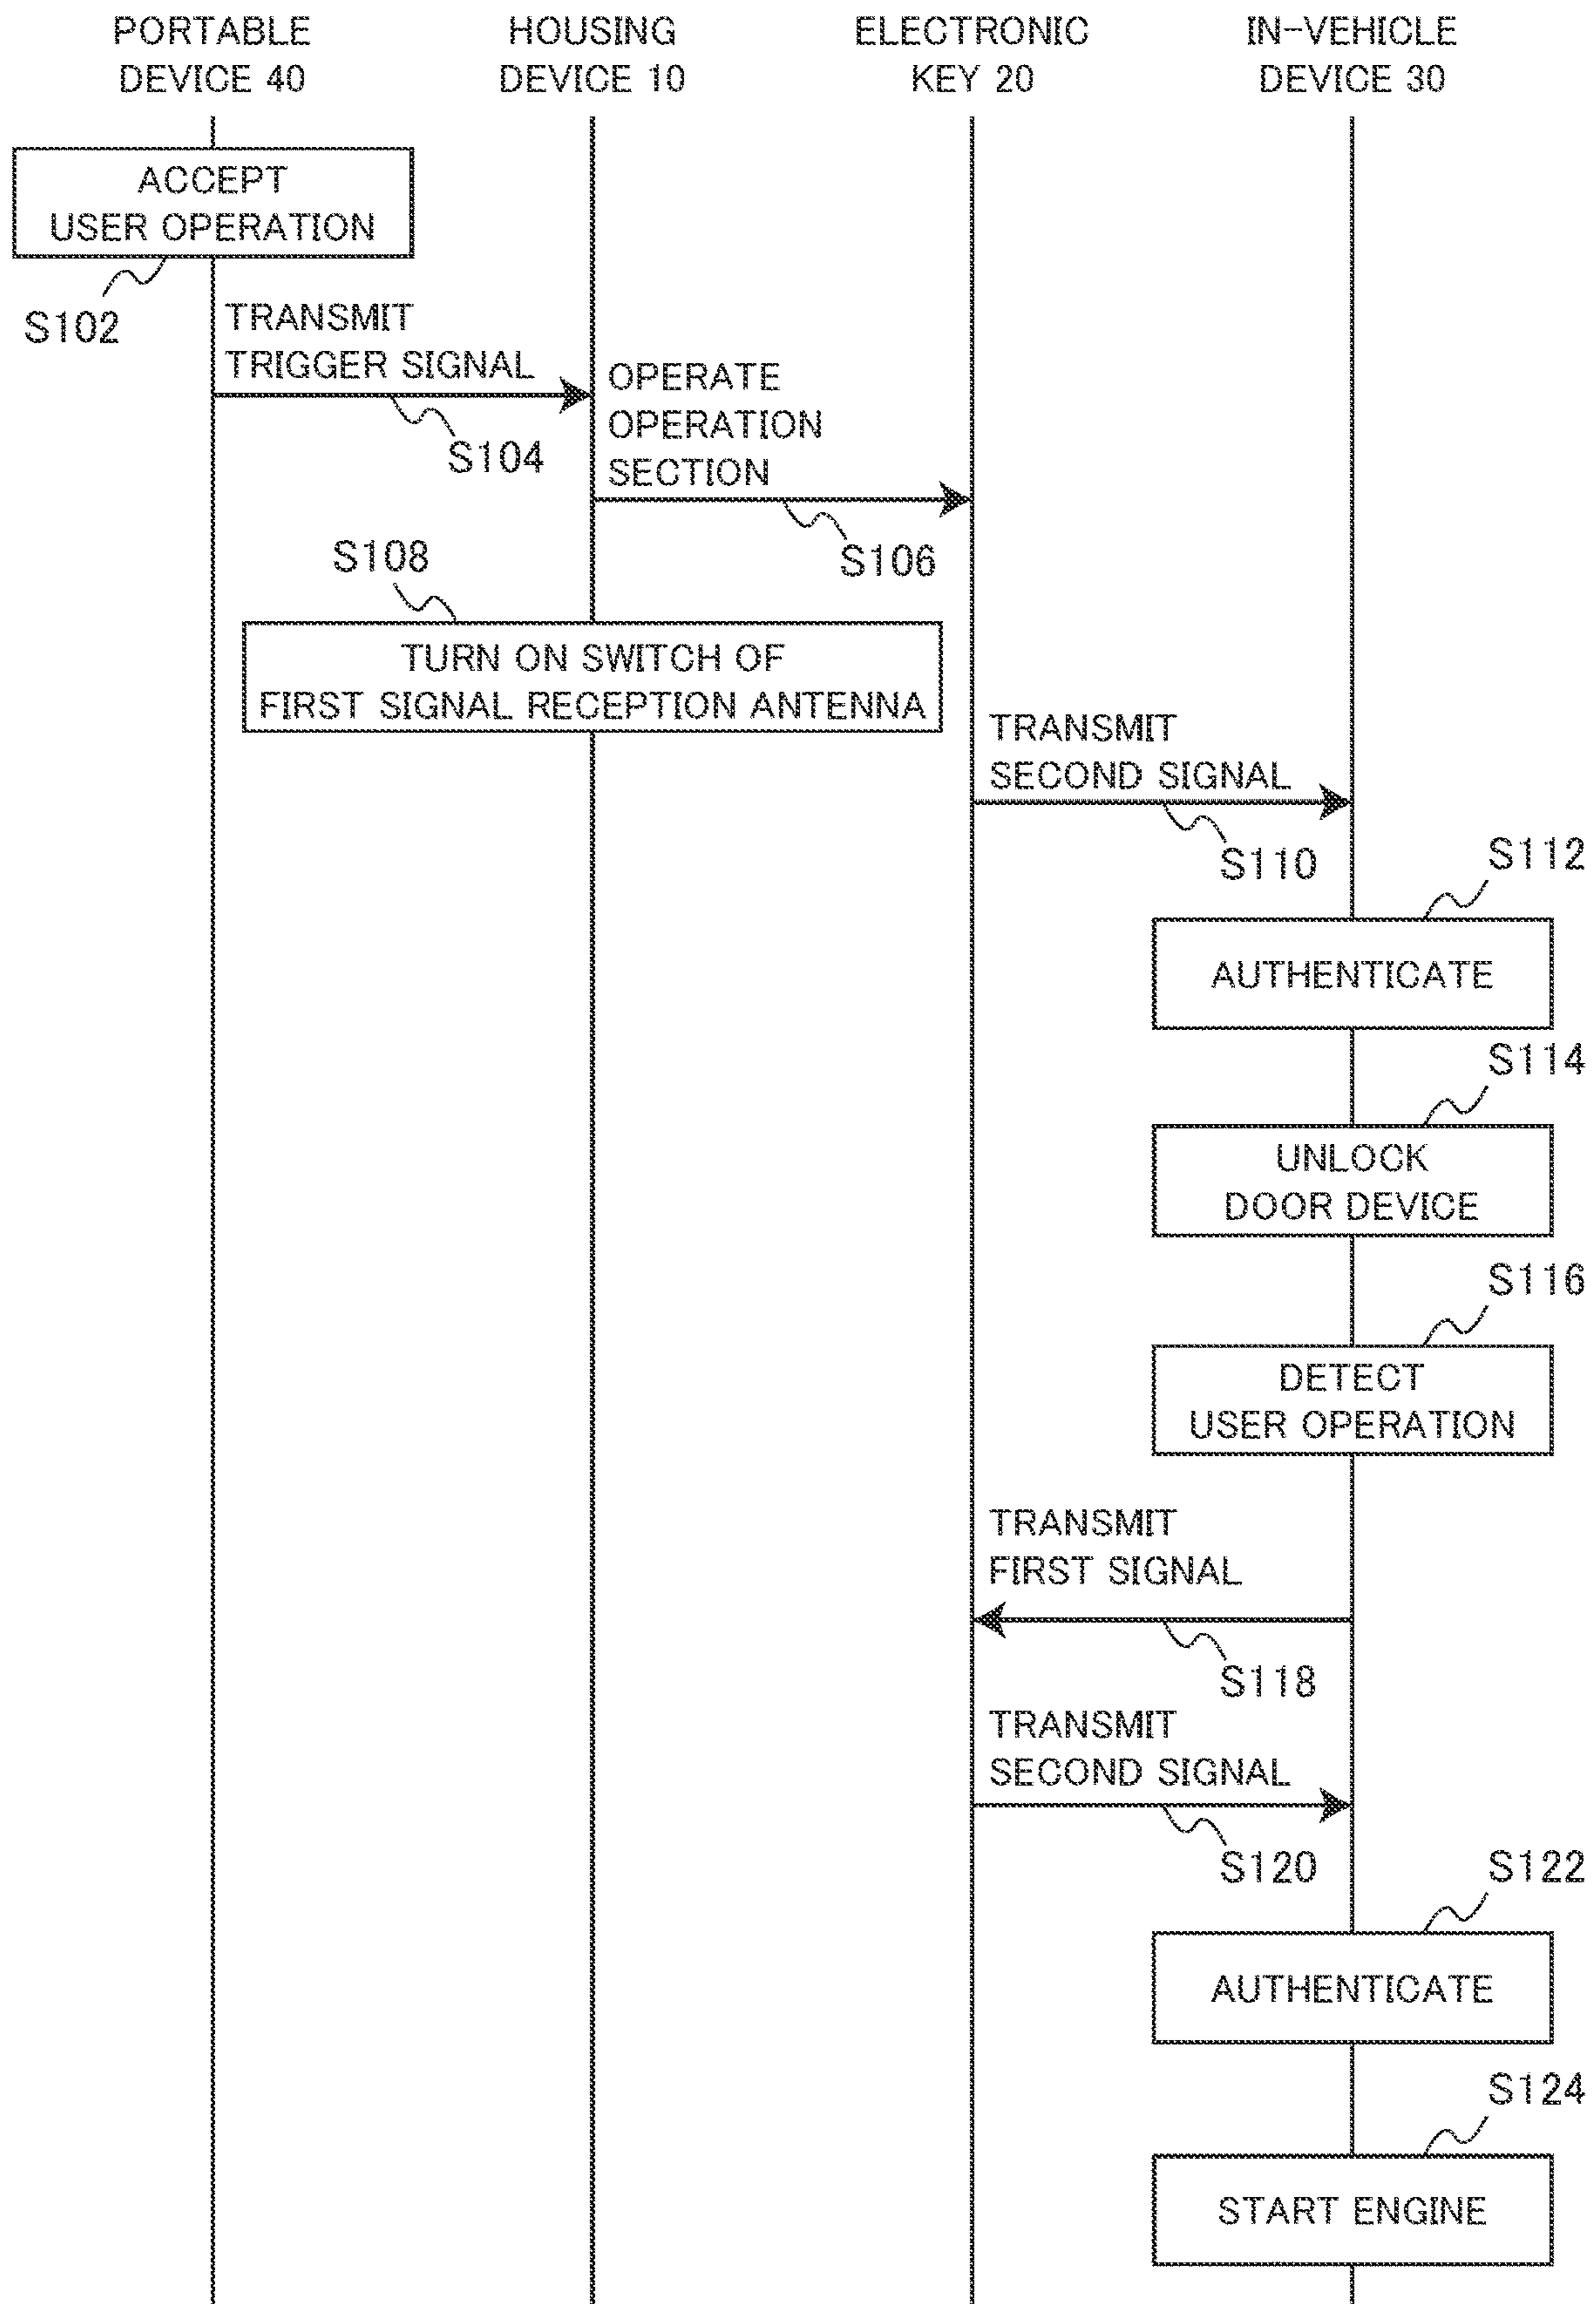 PORTABLE
DEVICE 40
HOUSING
DEVICE 10
ELECTRONIC
KEY 20
IN-VEHICLE
DEVICE 30
ACCEPT
USER OPERATION
S102
TRANSMIT
TRIGGER SIGNAL
S104
OPERATE
OPERATION
SECTION
S106
S108
TURN ON SWITCH OF
FIRST SIGNAL RECEPTION ANTENNA
TRANSMIT
SECOND SIGNAL
S110
S112
AUTHENTICATE
S114
UNLOCK
DOOR DEVICE
S116
DETECT
USER OPERATION
TRANSMIT
FIRST SIGNAL
S118
TRANSMIT
SECOND SIGNAL
S120
S122
AUTHENTICATE
S124
START ENGINE